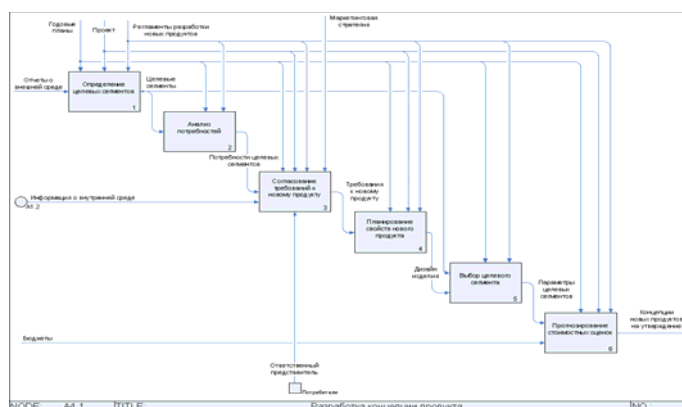 Годовые
планы
Проект
Регламенты разработки
новых продуктов
Маркетинговая
стратегия
Отчеты о
внешней среде
Определение
целевых сегментов
1
Целевые
сегменты
Анализ
потребностей
2
Потребности целевых
сегментов
Информация о внутренней среде
A1.2
Согласование
требований к
новому продукту
3
Требования
к новому
продукту
Планирование
свойств нового
продукта
4
Дизайн
изделия
Выбор целевого
сегмента
5
Параметры
целевых
сегментов
Концепции
новых продуктов
на утверждение
Прогнозирование
стоимостных оценок
6
Бюджеты
Ответственный
представитель
Потребители
NODE: A4.1 TITLE: Разработка концепции продукта NO.: